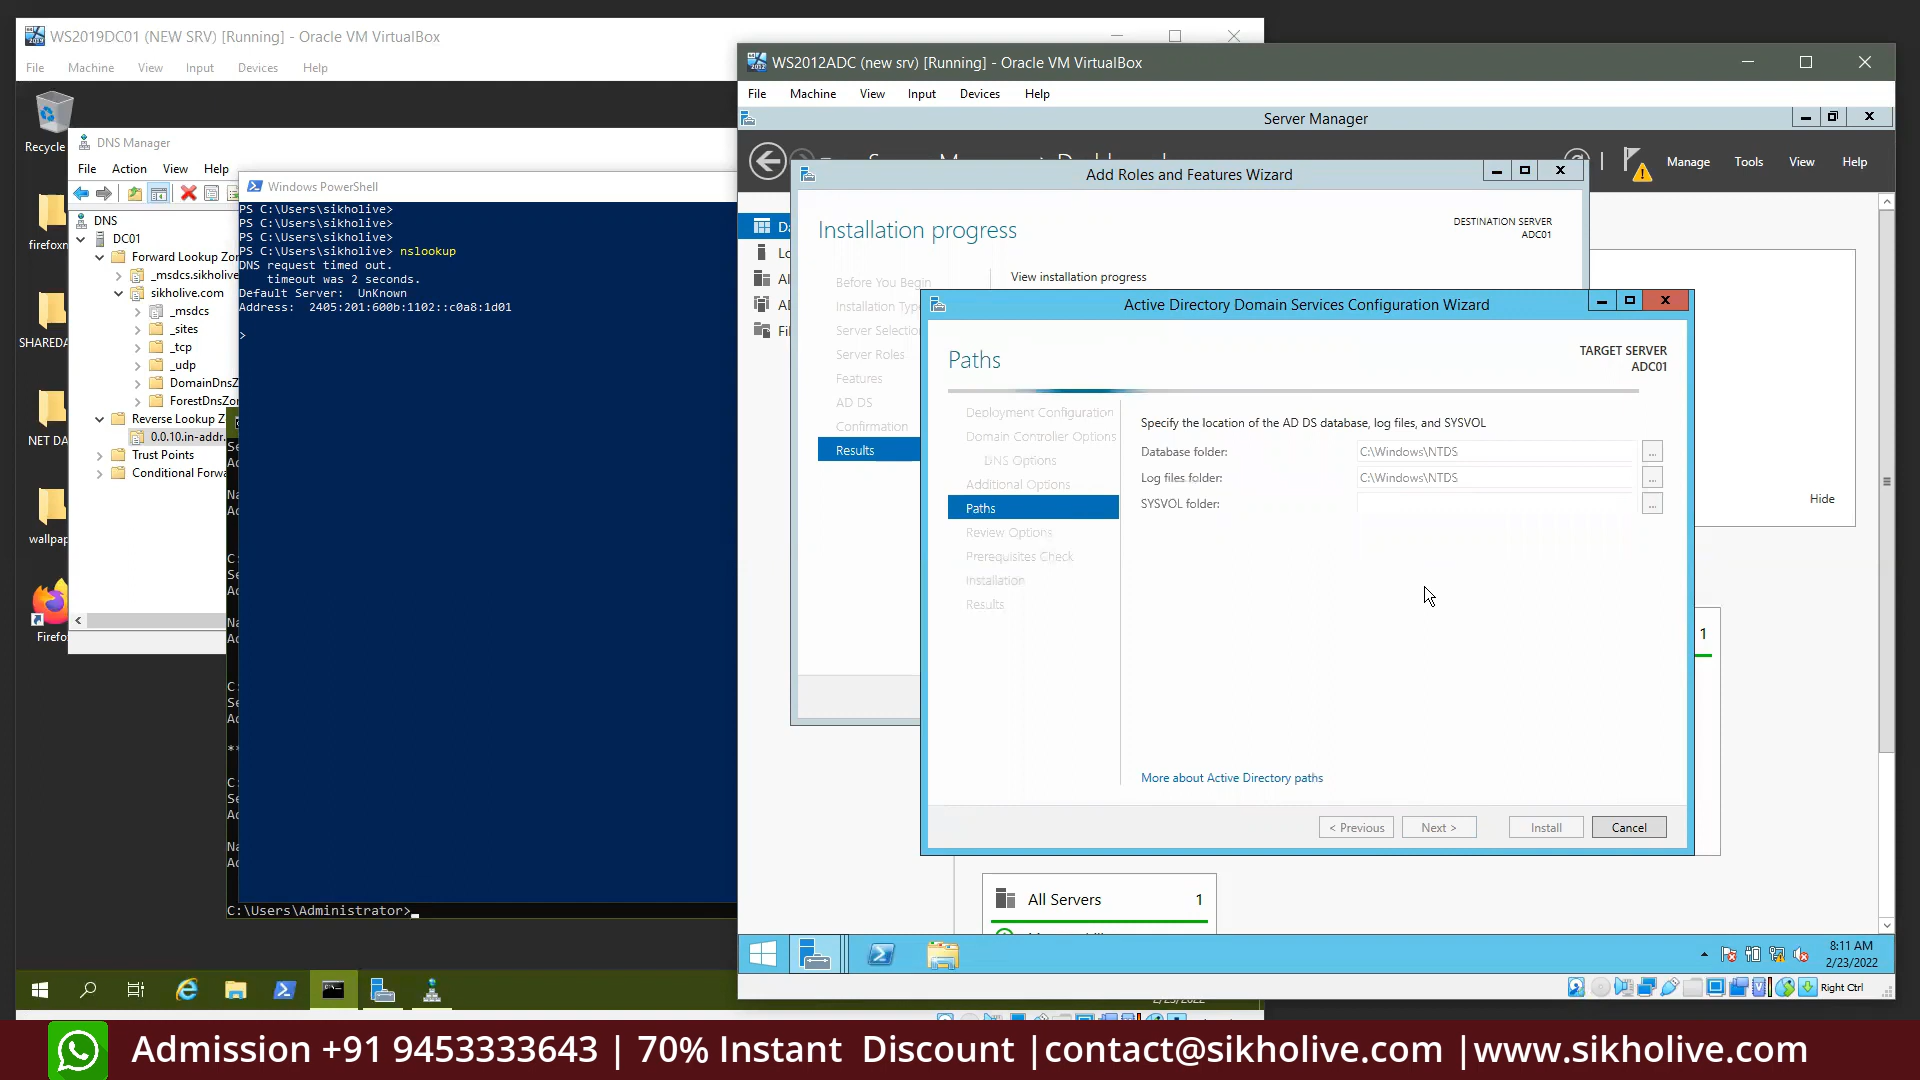 WS2019DC01 (NEW SRV) [Running] - Oracle VM VirtualBox
File Machine View Input Devices Help
Recycle
firefox
SHAREDA
NET DA
wallpap
Firefo
DNS Manager
File Action View Help
DNS
DC01
Forward Lookup Zor
_msdcs.sikholive
sikholive.com
_msdcs
_sites
_tcp
_udp
DomainDnsZ
ForestDnsZor
Reverse Lookup Z
0.0.10.in-addr.
Trust Points
Conditional Forwa
Windows PowerShell
PS C:\Users\sikholive>
PS C:\Users\sikholive>
PS C:\Users\sikholive>
PS C:\Users\sikholive> nslookup
DNS request timed out.
timeout was 2 seconds.
Default Server: UnKnown
Address: 2405:201:600b:1102::c0a8:1d01
>
C:\Users\Administrator>
WS2012ADC (new srv) [Running] - Oracle VM VirtualBox
File Machine View Input Devices Help
Server Manager
Manage Tools View Help
Add Roles and Features Wizard
Installation progress
DESTINATION SERVER
ADC01
Before You Begin
Installation Type
Server Selection
Server Roles
Features
AD DS
Confirmation
Results
View installation progress
Active Directory Domain Services Configuration Wizard
Paths
TARGET SERVER
ADC01
Deployment Configuration
Domain Controller Options
DNS Options
Additional Options
Paths
Review Options
Prerequisites Check
Installation
Results
Specify the location of the AD DS database, log files, and SYSVOL
Database folder: C:\Windows\NTDS ...
Log files folder: C:\Windows\NTDS ...
SYSVOL folder: ...
More about Active Directory paths
< Previous Next > Install Cancel
Hide
1
All Servers 1
8:11 AM
2/23/2022
Right Ctrl
Admission +91 9453333643 | 70% Instant Discount |contact@sikholive.com |www.sikholive.com